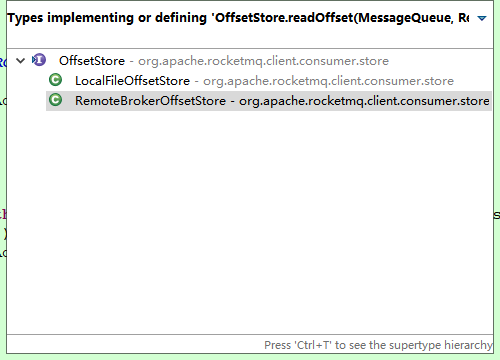 Types implementing or defining 'OffsetStore.readOffset(MessageQueue, Re
OffsetStore - org.apache.rocketmq.client.consumer.store
LocalFileOffsetStore - org.apache.rocketmq.client.consumer.store
RemoteBrokerOffsetStore - org.apache.rocketmq.client.consumer.store
Press 'Ctrl+T' to see the supertype hierarchy